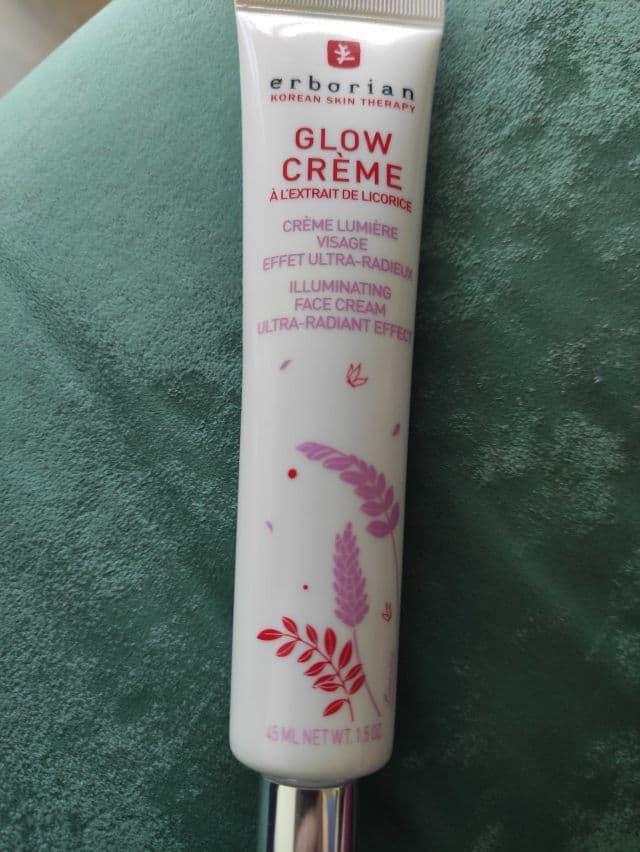 erborian
KOREAN SKIN THERAPY
GLOW
CRÈME
À L'EXTRAIT DE LICORICE
CRÈME LUMIÈRE
VISAGE
EFFET ULTRA-RADIEUX
ILLUMINATING
FACE CREAM
ULTRA-RADIANT EFFECT
45 ML NET WT. 1.5 OZ